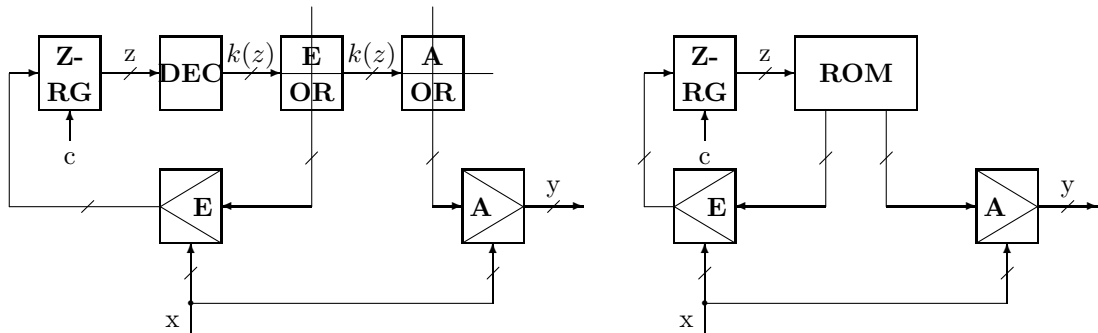 Z-
RG
z
DEC
k(z)
E
OR
k(z)
A
OR
c
E
A
y
x
Z-
RG
z
ROM
c
E
A
y
x